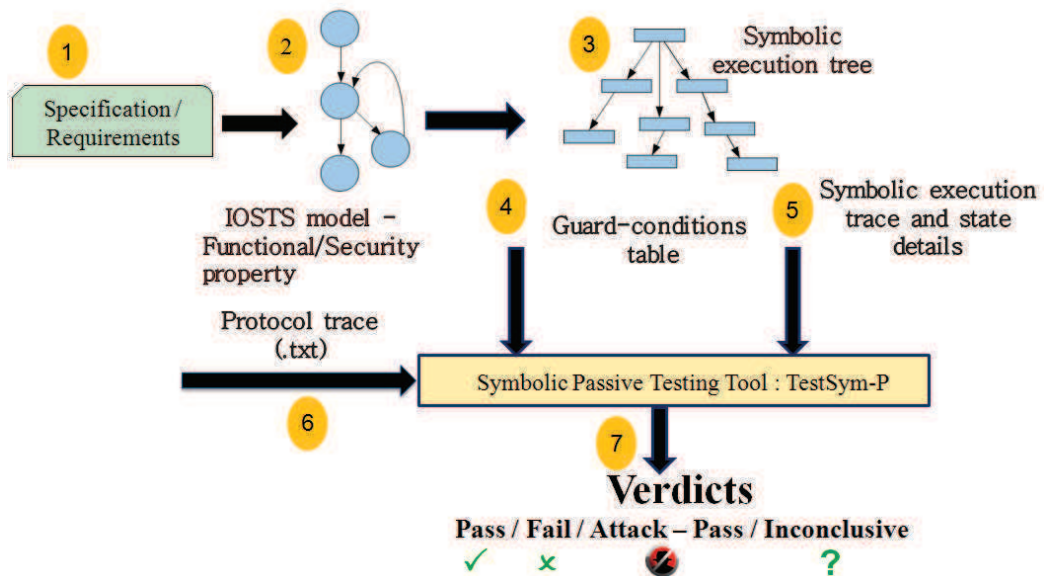 1
Specification /
Requirements
2
IOSTS model -
Functional/Security
property
3
Symbolic
execution tree
4
Guard-conditions
table
5
Symbolic execution
trace and state
details
Protocol trace
(.txt)
6
Symbolic Passive Testing Tool : TestSym-P
7
Verdicts
Pass / Fail / Attack – Pass / Inconclusive
✓ × ?